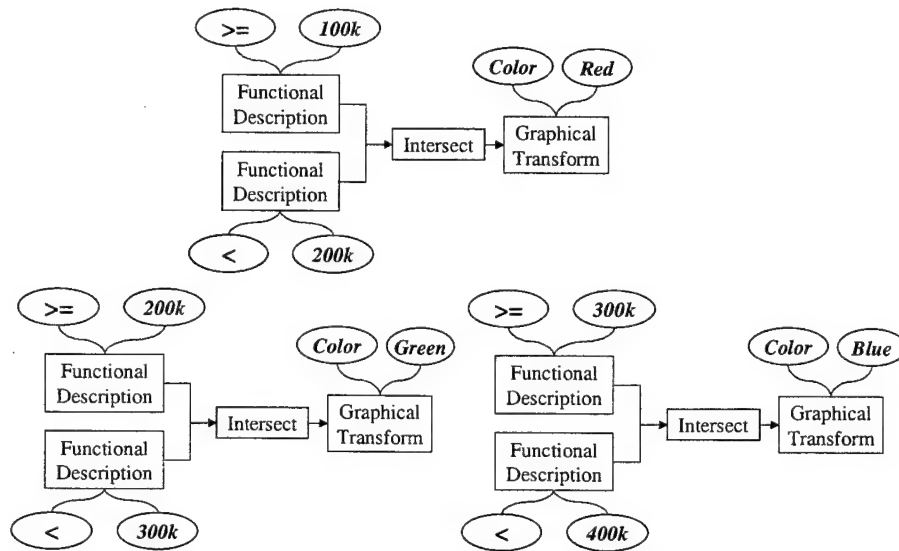 >= 100k
Color Red
Functional
Description
Intersect
Graphical
Transform
Functional
Description
< 200k
>= 200k
Color Green
Functional
Description
Intersect
Graphical
Transform
Functional
Description
< 300k
>= 300k
Color Blue
Functional
Description
Intersect
Graphical
Transform
Functional
Description
< 400k